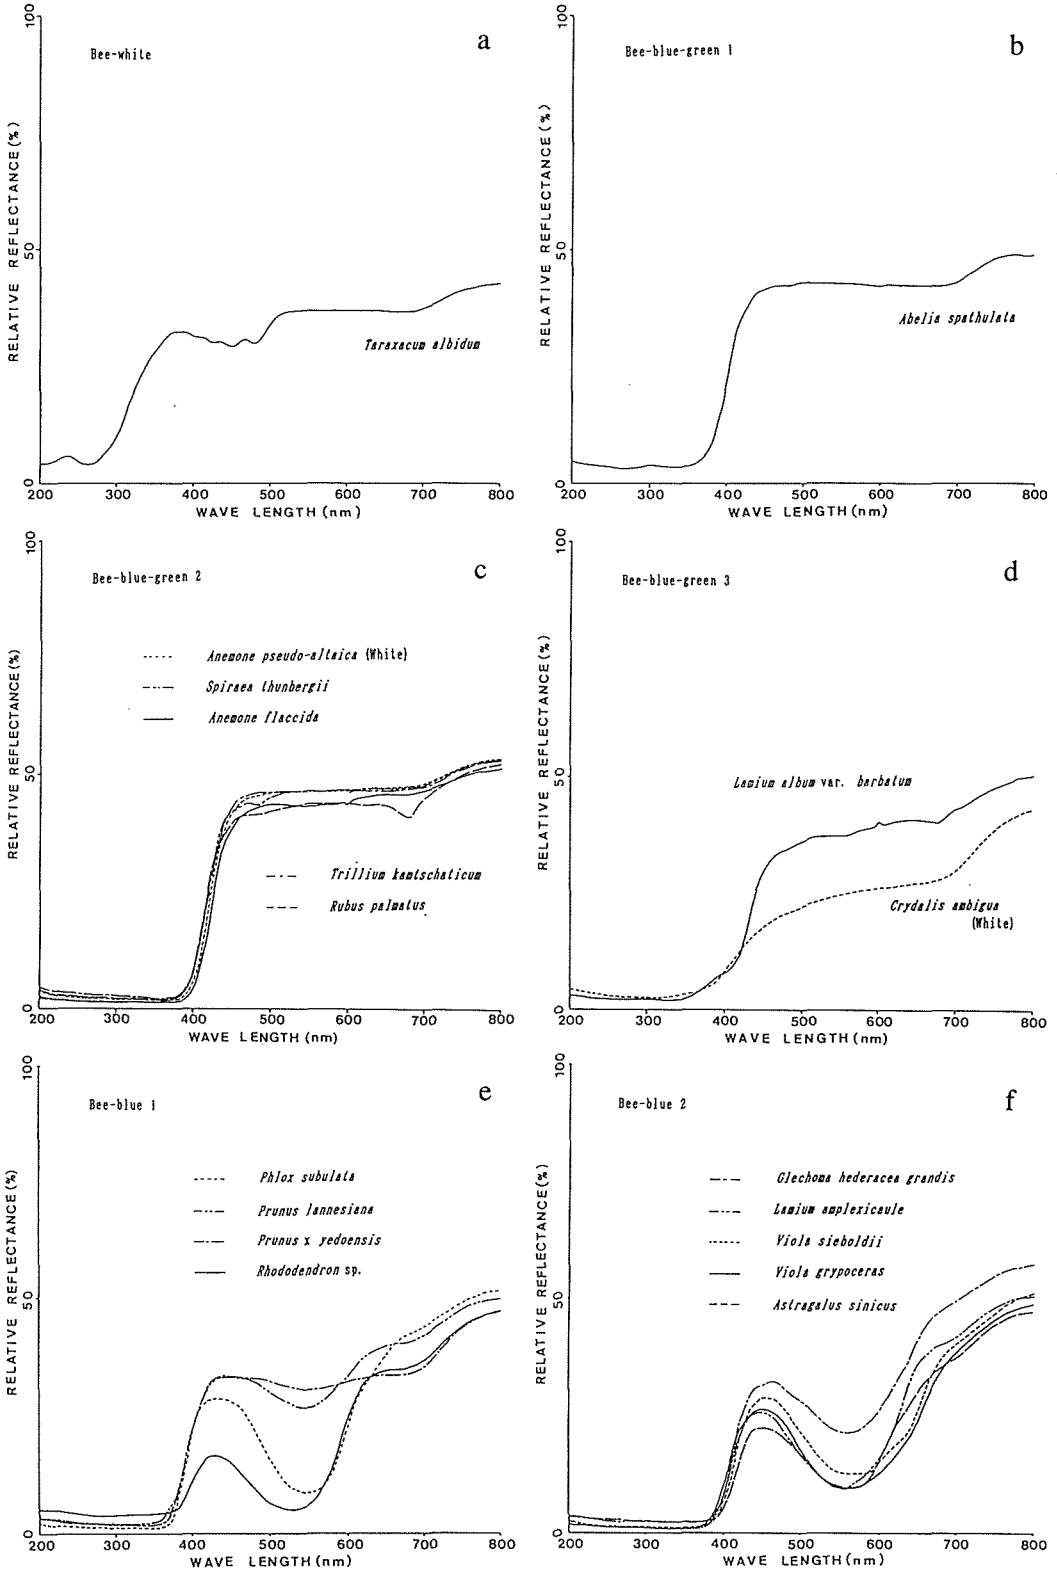 a
Bee-white
Taraxacum albidum
RELATIVE REFLECTANCE (%)
0 50 100
200 300 400 500 600 700 800
WAVE LENGTH (nm)
b
Bee-blue-green 1
Abelia spathulata
RELATIVE REFLECTANCE (%)
0 50 100
200 300 400 500 600 700 800
WAVE LENGTH (nm)
c
Bee-blue-green 2
Anemone pseudo-altaica (White)
Spiraea thunbergii
Anemone flaccida
Trillium kamtschaticum
Rubus palmatus
RELATIVE REFLECTANCE (%)
0 50 100
200 300 400 500 600 700 800
WAVE LENGTH (nm)
d
Bee-blue-green 3
Lamium album var. barbatum
Crydalis ambigua
(White)
RELATIVE REFLECTANCE (%)
0 50 100
200 300 400 500 600 700 800
WAVE LENGTH (nm)
e
Bee-blue 1
Phlox subulata
Prunus lannesiana
Prunus x yedoensis
Rhododendron sp.
RELATIVE REFLECTANCE (%)
0 50 100
200 300 400 500 600 700 800
WAVE LENGTH (nm)
f
Bee-blue 2
Glechoma hederacea grandis
Lamium amplexicaule
Viola sieboldii
Viola grypoceras
Astragalus sinicus
RELATIVE REFLECTANCE (%)
0 50 100
200 300 400 500 600 700 800
WAVE LENGTH (nm)